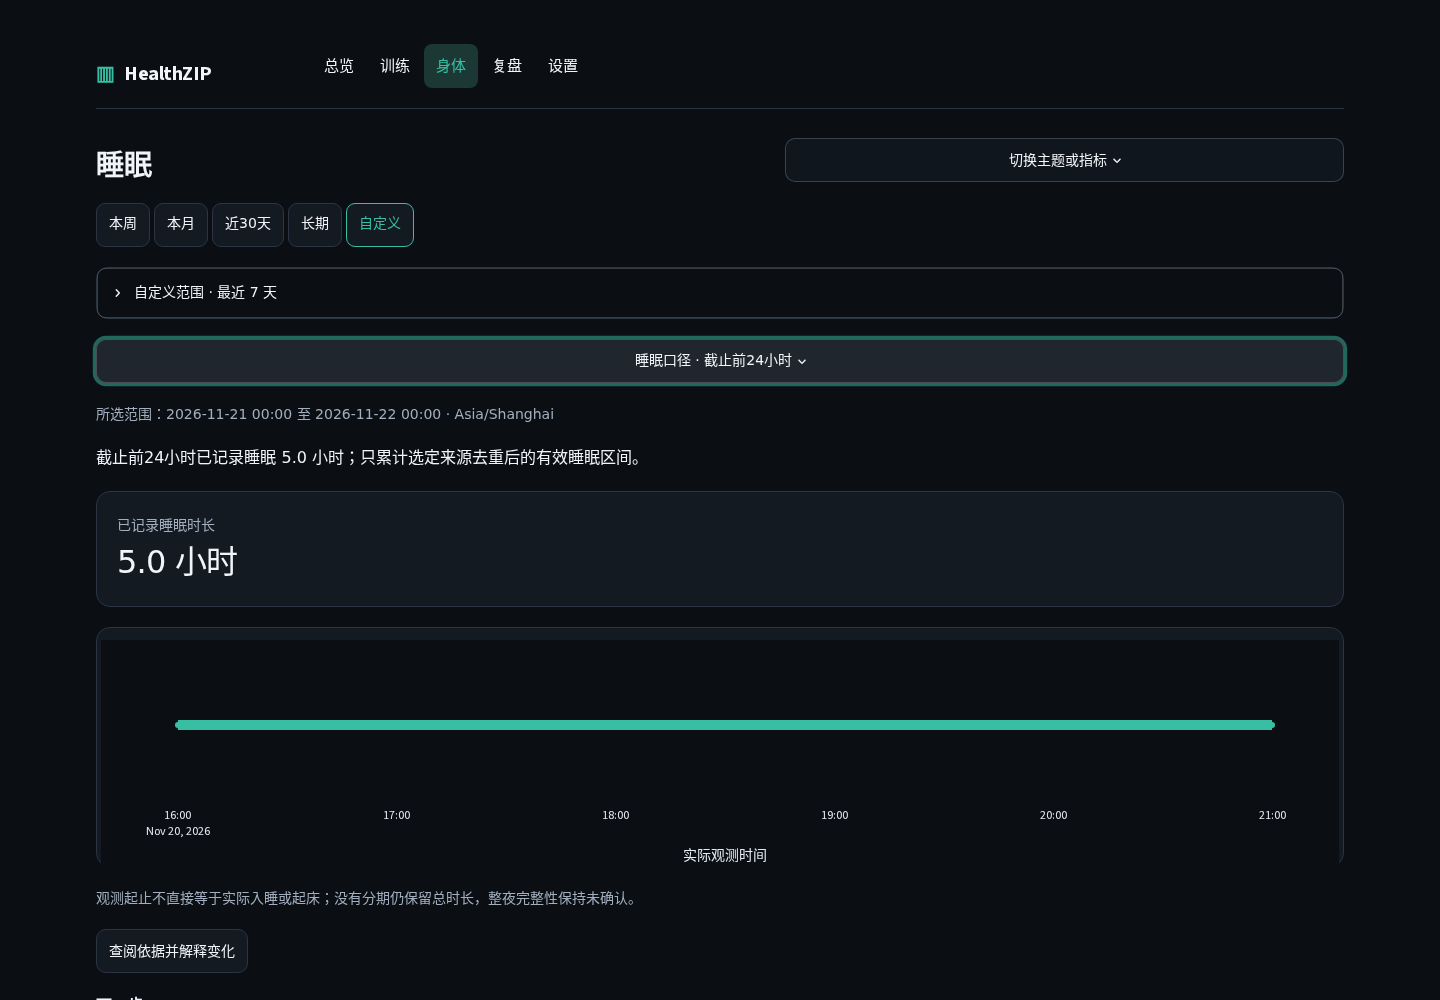 HealthZIP
总览 训练 身体 复盘 设置
睡眠
切换主题或指标
本周 本月 近30天 长期 自定义
自定义范围 · 最近 7 天
睡眠口径 · 截止前24小时
所选范围：2026-11-21 00:00 至 2026-11-22 00:00 · Asia/Shanghai
截止前24小时已记录睡眠 5.0 小时；只累计选定来源去重后的有效睡眠区间。
已记录睡眠时长
5.0 小时
16:00 17:00 18:00 19:00 20:00 21:00
Nov 20, 2026
实际观测时间
观测起止不直接等于实际入睡或起床；没有分期仍保留总时长，整夜完整性保持未确认。
查阅依据并解释变化